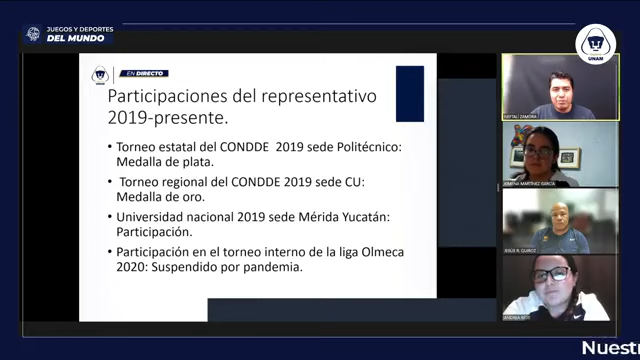 JUEGOS Y DEPORTES
DEL MUNDO
UNAM
EN DIRECTO
Participaciones del representativo
2019-presente.
• Torneo estatal del CONDDE 2019 sede Politécnico:
Medalla de plata.
• Torneo regional del CONDDE 2019 sede CU:
Medalla de oro.
• Universidad nacional 2019 sede Mérida Yucatán:
Participación.
• Participación en el torneo interno de la liga Olmeca
2020: Suspendido por pandemia.
NEFTALÍ ZAMORA
XIMENA MARTÍNEZ GARCÍA
JESÚS R. QUIROZ
ANDREA
Nuestr